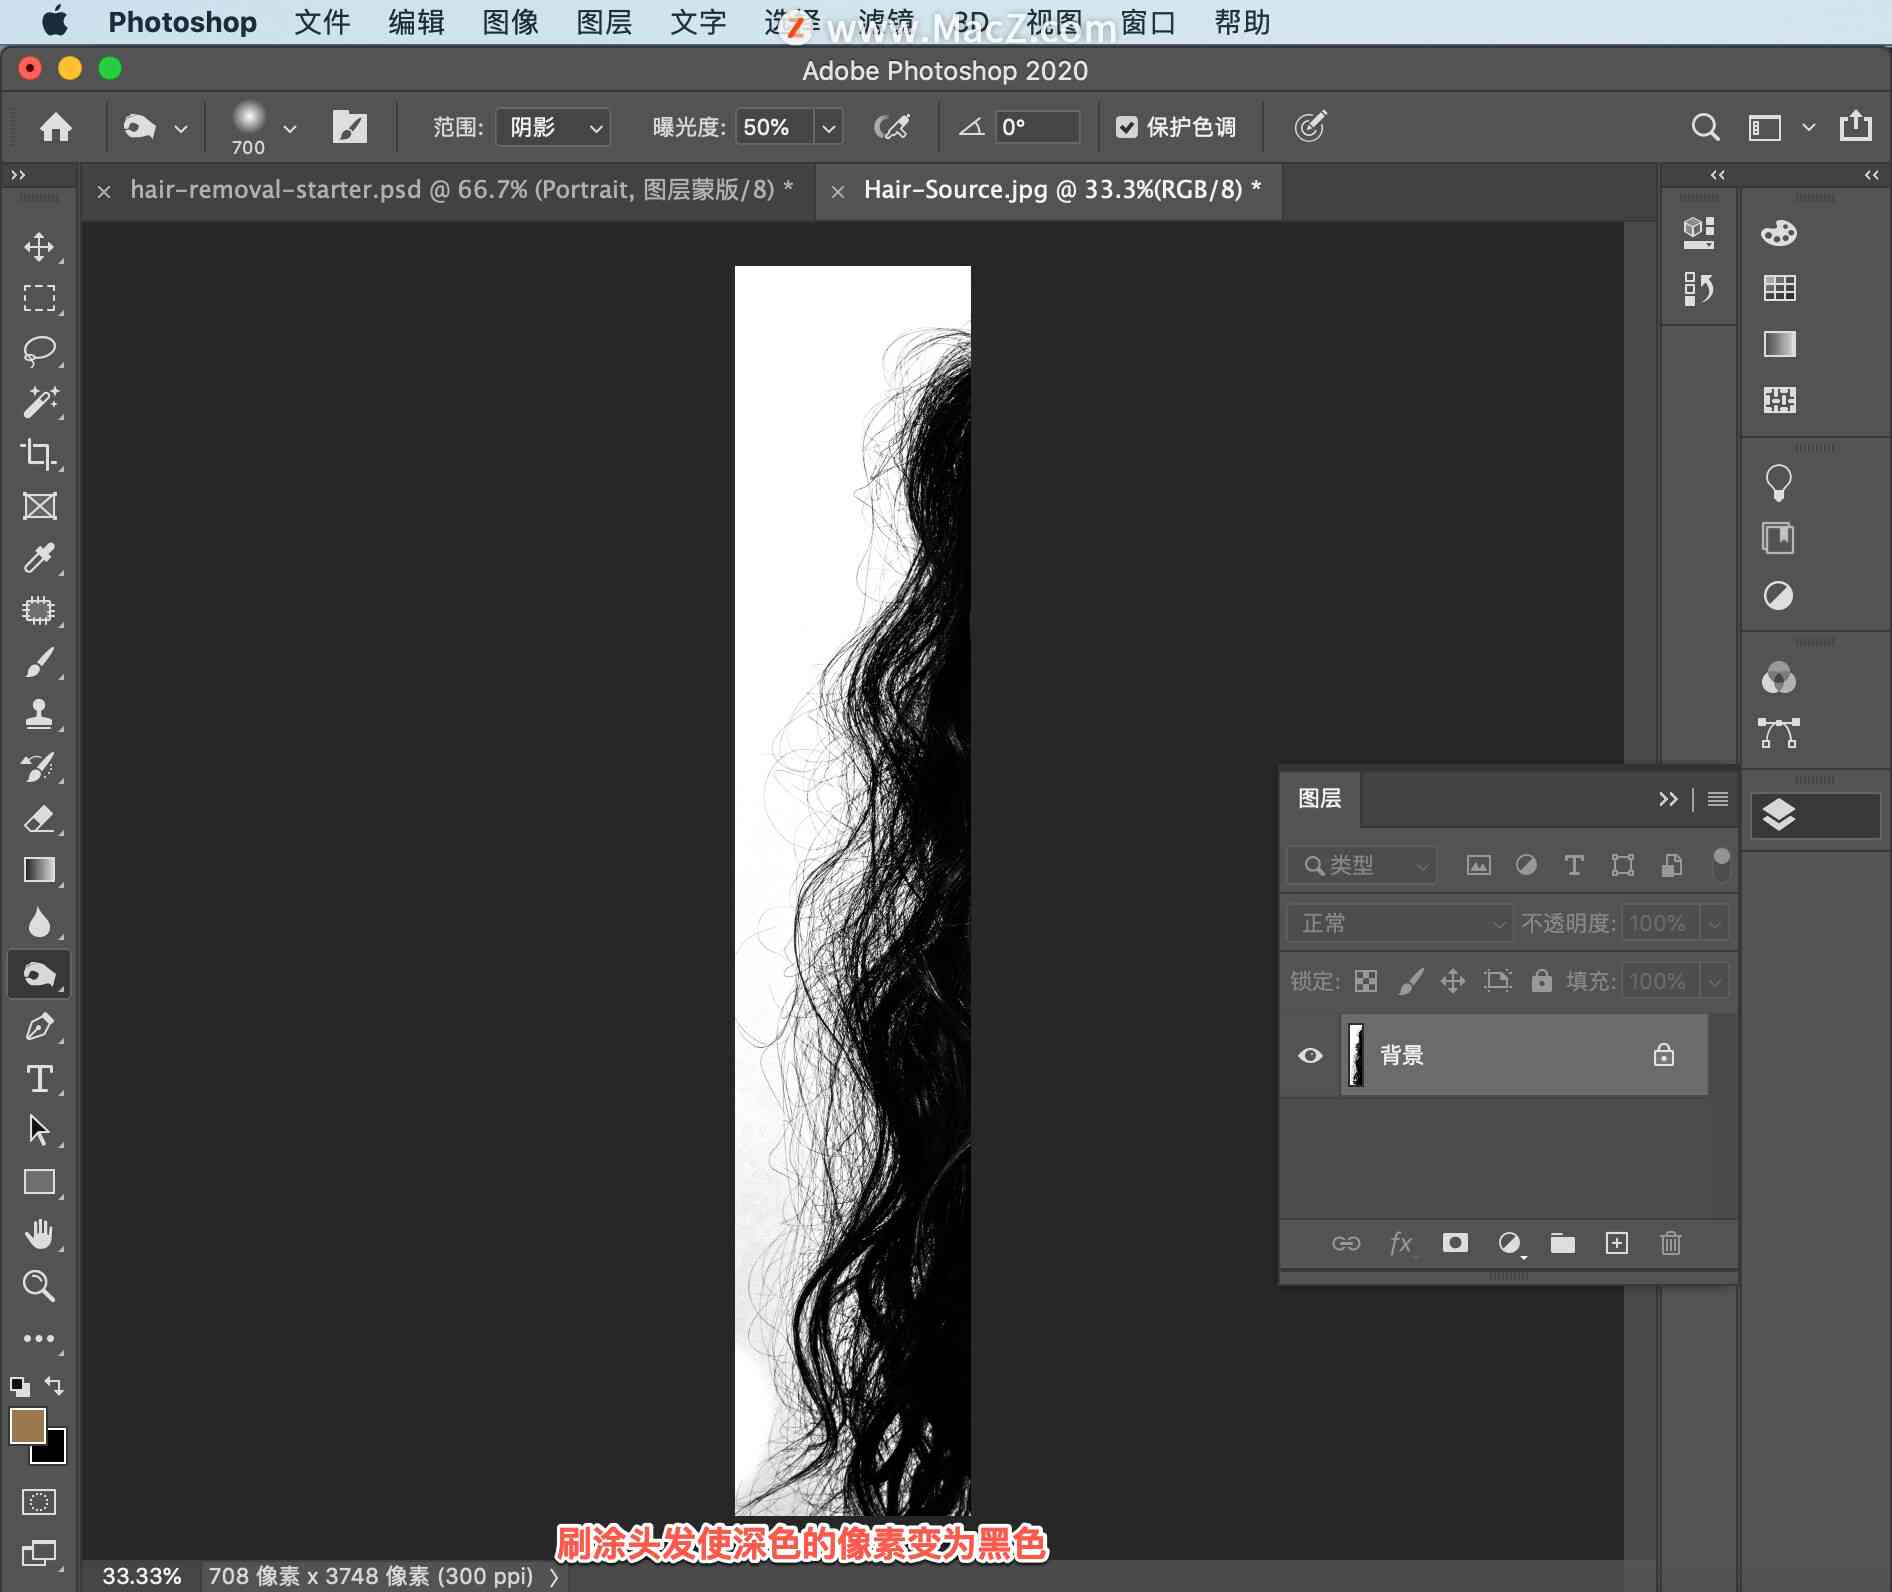 Photoshop 文件 编辑 图像 图层 文字 选择 滤镜 3D 视图 窗口 帮助
www.MacZ.com
Adobe Photoshop 2020
700
范围: 阴影 曝光度: 50% 0° 保护色调
hair-removal-starter.psd @ 66.7% (Portrait, 图层蒙版/8) *
Hair-Source.jpg @ 33.3%(RGB/8) *
图层
类型
正常 不透明度: 100%
锁定: 填充: 100%
背景
fx
刷涂头发使深色的像素变为黑色
33.33% 708 像素 x 3748 像素 (300 ppi)